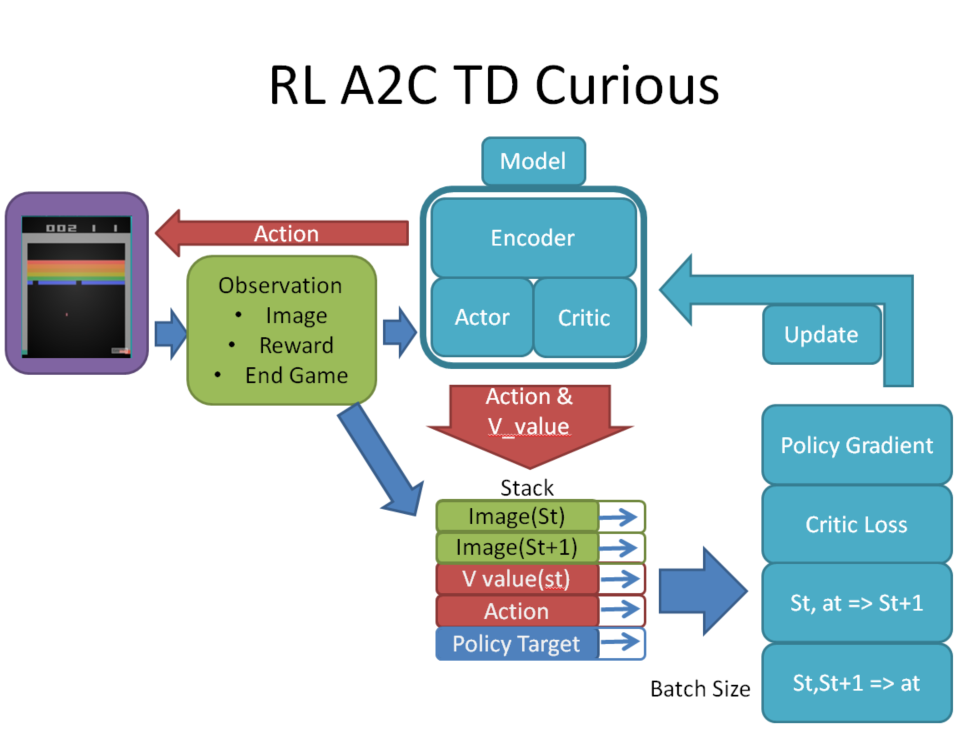 RL A2C TD Curious
Model
002 1 1
Action
Encoder
Observation
• Image
• Reward
• End Game
Actor
Critic
Update
Action &
V_value
Policy Gradient
Stack
Image(St)
Image(St+1)
V value(st)
Action
Policy Target
Critic Loss
St, at => St+1
St,St+1 => at
Batch Size